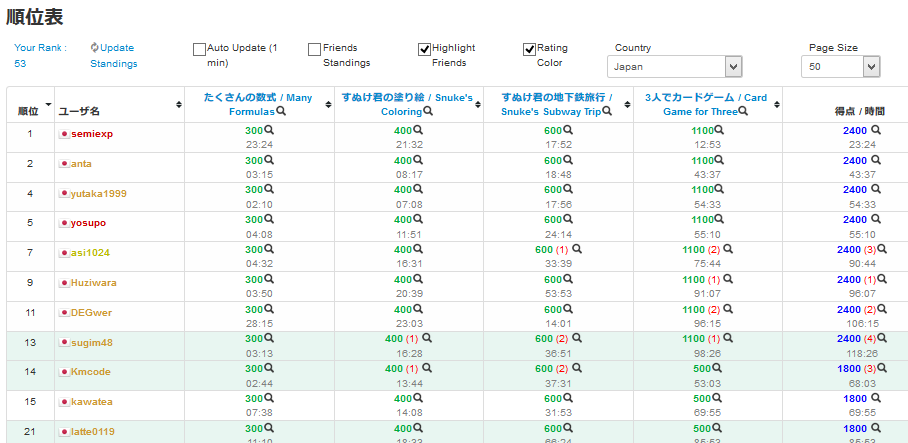 順位表
Your Rank : 53
Update Standings
Auto Update (1 min)
Friends Standings
Highlight Friends
Rating Color
Country
Japan
Page Size
50
順位 ユーザ名 たくさんの数式 / Many Formulas すぬけ君の塗り絵 / Snuke's Coloring すぬけ君の地下鉄旅行 / Snuke's Subway Trip 3人でカードゲーム / Card Game for Three 得点 / 時間
1 semiexp 300 400 600 1100 2400
23:24 21:32 17:52 12:53 23:24
2 anta 300 400 600 1100 2400
03:15 08:17 18:48 43:37 43:37
4 yutaka1999 300 400 600 1100 2400
02:10 07:08 17:56 54:33 54:33
5 yosupo 300 400 600 1100 2400
04:08 11:51 24:14 55:10 55:10
7 asi1024 300 400 600 (1) 1100 (2) 2400 (3)
04:32 16:31 33:39 75:44 90:44
9 Huziwara 300 400 600 1100 (1) 2400 (1)
03:50 20:39 53:53 91:07 96:07
11 DEGwer 300 400 600 1100 (2) 2400 (2)
28:15 23:03 14:01 96:15 106:15
13 sugim48 300 400 (1) 600 (2) 1100 (1) 2400 (4)
03:13 16:28 36:51 98:26 118:26
14 Kmcode 300 400 (1) 600 (2) 500 1800 (3)
02:44 13:44 37:31 53:03 68:03
15 kawatea 300 400 600 500 1800
07:38 14:08 31:53 69:55 69:55
21 latte0119 300 400 600 500 1800